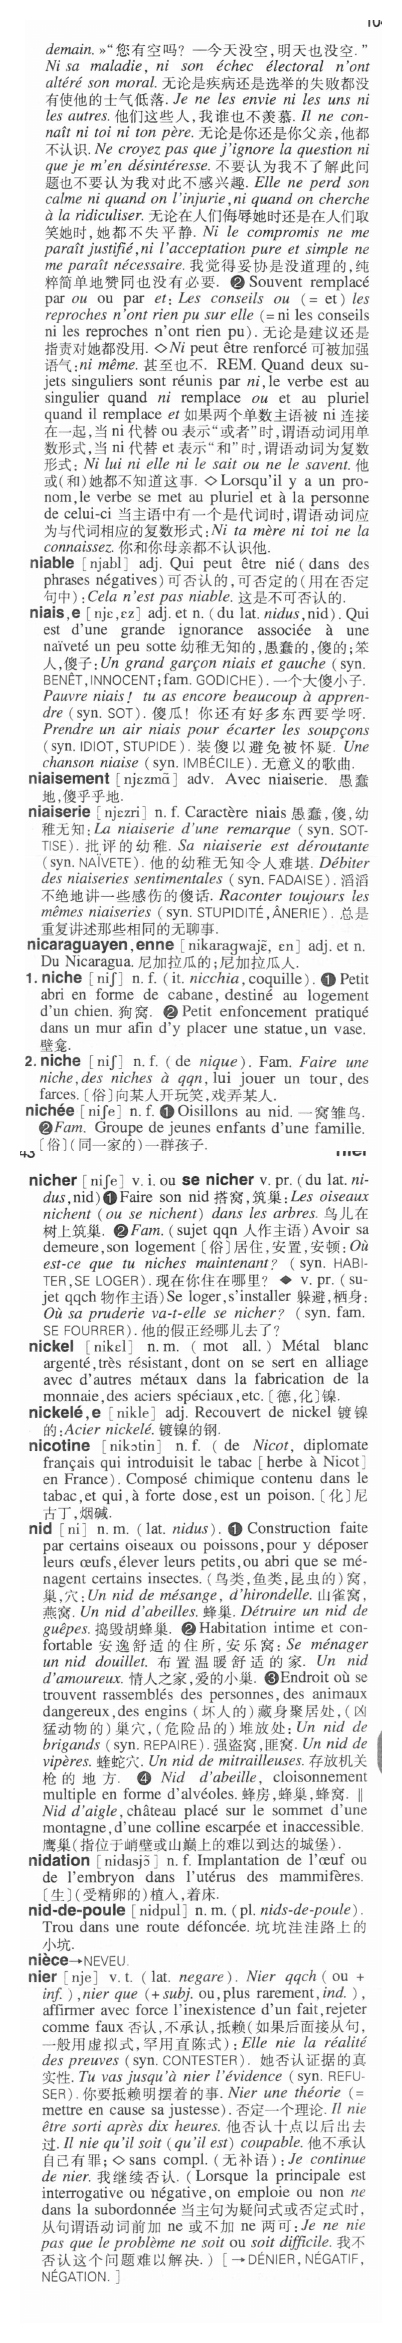 demain. »“您有空吗？—今天没空,明天也没空.”
Ni sa maladie, ni son échec électoral n'ont
altéré son moral. 无论是疾病还是选举的失败都没
有使他的士气低落. Je ne les envie ni les uns ni
les autres. 他们这些人,我谁也不羡慕. Il ne con-
naît ni toi ni ton père. 无论是你还是你父亲,他都
不认识. Ne croyez pas que j'ignore la question ni
que je m'en désintéresse. 不要认为我不了解此问
题也不要认为我对此不感兴趣. Elle ne perd son
calme ni quand on l'injurie,ni quand on cherche
à la ridiculiser. 无论在人们侮辱她时还是在人们取
笑她时,她都不失平静. Ni le compromis ne me
paraît justifié,ni l'acceptation pure et simple ne
me paraît nécessaire. 我觉得妥协是没道理的,纯
粹简单地赞同也没有必要. ❷ Souvent remplacé
par ou ou par et: Les conseils ou (= et) les
reproches n'ont rien pu sur elle (= ni les conseils
ni les reproches n'ont rien pu). 无论是建议还是
指责对她都没用. ◇Ni peut être renforcé 可被加强
语气:ni même. 甚至也不. REM. Quand deux su-
jets singuliers sont réunis par ni,le verbe est au
singulier quand ni remplace ou et au pluriel
quand il remplace et 如果两个单数主语被 ni 连接
在一起,当 ni 代替 ou 表示“或者”时,谓语动词用单
数形式,当 ni 代替 et 表示“和”时,谓语动词为复数
形式: Ni lui ni elle ni le sait ou ne le savent. 他
或(和)她都不知道这事. ◇Lorsqu'il y a un pro-
nom,le verbe se met au pluriel et à la personne
de celui-ci 当主语中有一个是代词时,谓语动词应
为与代词相应的复数形式:Ni ta mère ni toi ne la
connaissez. 你和你母亲都不认识他.
niable [njabl] adj. Qui peut être nié (dans des
phrases négatives) 可否认的,可否定的(用在否定
句中):Cela n'est pas niable. 这是不可否认的.
niais,e [njɛ,ɛz] adj. et n. (du lat. nidus,nid). Qui
est d'une grande ignorance associée à une
naïveté un peu sotte 幼稚无知的,愚蠢的,傻的;笨
人,傻子:Un grand garçon niais et gauche (syn.
BENÊT,INNOCENT;fam. GODICHE). 一个大傻小子.
Pauvre niais! tu as encore beaucoup à appren-
dre (syn. SOT). 傻瓜! 你还有好多东西要学呀.
Prendre un air niais pour écarter les soupçons
(syn. IDIOT, STUPIDE). 装傻以避免被怀疑. Une
chanson niaise (syn. IMBÉCILE). 无意义的歌曲.
niaisement [njɛzmã] adv. Avec niaiserie. 愚蠢
地,傻乎乎地.
niaiserie [njɛzri] n. f. Caractère niais 愚蠢,傻,幼
稚无知:La niaiserie d'une remarque (syn. SOT-
TISE). 批评的幼稚. Sa niaiserie est déroutante
(syn. NAÏVETE). 他的幼稚无知令人难堪. Débiter
des niaiseries sentimentales (syn. FADAISE). 滔滔
不绝地讲一些感伤的傻话. Raconter toujours les
mêmes niaiseries (syn. STUPIDITÉ,ÂNERIE). 总是
重复讲述那些相同的无聊事.
nicaraguayen,enne [nikaragwajɛ̃, ɛn] adj. et n.
Du Nicaragua. 尼加拉瓜的;尼加拉瓜人.
1. niche [niʃ] n. f. (it. nicchia,coquille). ❶ Petit
abri en forme de cabane, destiné au logement
d'un chien. 狗窝. ❷ Petit enfoncement pratiqué
dans un mur afin d'y placer une statue,un vase.
壁龛.
2. niche [niʃ] n. f. (de nique). Fam. Faire une
niche,des niches à qqn, lui jouer un tour, des
farces. [俗]向某人开玩笑,戏弄某人.
nichée [niʃe] n. f. ❶ Oisillons au nid. 一窝雏鸟.
❷Fam. Groupe de jeunes enfants d'une famille.
[俗](同一家的)一群孩子.
nicher [niʃe] v. i. ou se nicher v. pr. (du lat. ni-
dus,nid)❶ Faire son nid 搭窝,筑巢:Les oiseaux
nichent (ou se nichent) dans les arbres. 鸟儿在
树上筑巢. ❷Fam. (sujet qqn 人作主语) Avoir sa
demeure,son logement [俗]居住,安置,安顿:Où
est-ce que tu niches maintenant? (syn. HABI-
TER,SE LOGER). 现在你住在哪里? ◆ v. pr. (su-
jet qqch 物作主语) Se loger,s'installer 躲避,栖身:
Où sa pruderie va-t-elle se nicher? (syn. fam.
SE FOURRER). 他的假正经哪儿去了?
nickel [nikɛl] n. m. (mot all.) Métal blanc
argenté,très résistant,dont on se sert en alliage
avec d'autres métaux dans la fabrication de la
monnaie,des aciers spéciaux,etc. [德,化]镍.
nickelé,e [nikle] adj. Recouvert de nickel 镀镍
的:Acier nickelé. 镀镍的钢.
nicotine [nikɔtin] n. f. (de Nicot, diplomate
français qui introduisit le tabac [herbe à Nicot]
en France). Composé chimique contenu dans le
tabac,et qui,à forte dose,est un poison. [化]尼
古丁,烟碱.
nid [ni] n. m. (lat. nidus). ❶ Construction faite
par certains oiseaux ou poissons,pour y déposer
leurs œufs,élever leurs petits,ou abri que se mé-
nagent certains insectes. (鸟类,鱼类,昆虫的)窝,
巢,穴:Un nid de mésange, d'hirondelle. 山雀窝,
燕窝. Un nid d'abeilles. 蜂巢. Détruire un nid de
guêpes. 捣毁胡蜂巢. ❷ Habitation intime et con-
fortable 安逸舒适的住所,安乐窝: Se ménager
un nid douillet. 布置温暖舒适的家. Un nid
d'amoureux. 情人之家,爱的小巢. ❸Endroit où se
trouvent rassemblés des personnes,des animaux
dangereux,des engins (坏人的)藏身聚居处,(凶
猛动物的)巢穴,(危险品的)堆放处:Un nid de
brigands (syn. REPAIRE). 强盗窝,匪窝. Un nid de
vipères. 蝰蛇穴. Un nid de mitrailleuses. 存放机关
枪的地方. ❹ Nid d'abeille, cloisonnement
multiple en forme d'alvéoles. 蜂房,蜂巢,蜂窝. ‖
Nid d'aigle,château placé sur le sommet d'une
montagne,d'une colline escarpée et inaccessible.
鹰巢(指位于峭壁或山巅上的难以到达的城堡).
nidation [nidasjɔ̃] n. f. Implantation de l'œuf ou
de l'embryon dans l'utérus des mammifères.
[生](受精卵的)植入,着床.
nid-de-poule [nidpul] n. m. (pl. nids-de-poule).
Trou dans une route défoncée. 坑坑洼洼路上的
小坑.
nièce→NEVEU.
nier [nje] v. t. (lat. negare). Nier qqch (ou +
inf.),nier que (+ subj. ou,plus rarement,ind.),
affirmer avec force l'inexistence d'un fait,rejeter
comme faux 否认,不承认,抵赖(如果后面接从句,
一般用虚拟式,罕用直陈式):Elle nie la réalité
des preuves (syn. CONTESTER). 她否认证据的真
实性. Tu vas jusqu'à nier l'évidence (syn. REFU-
SER). 你要抵赖明摆着的事. Nier une théorie (=
mettre en cause sa justesse). 否定一个理论. Il nie
être sorti après dix heures. 他否认十点以后出去
过. Il nie qu'il soit (qu'il est) coupable. 他不承认
自己有罪; ◇ sans compl. (无补语):Je continue
de nier. 我继续否认. (Lorsque la principale est
interrogative ou négative,on emploie ou non ne
dans la subordonnée 当主句为疑问式或否定式时,
从句谓语动词前加 ne 或不加 ne 两可:Je ne nie
pas que le problème ne soit ou soit difficile. 我不
否认这个问题难以解决.) [→DÉNIER,NÉGATIF,
NÉGATION.]